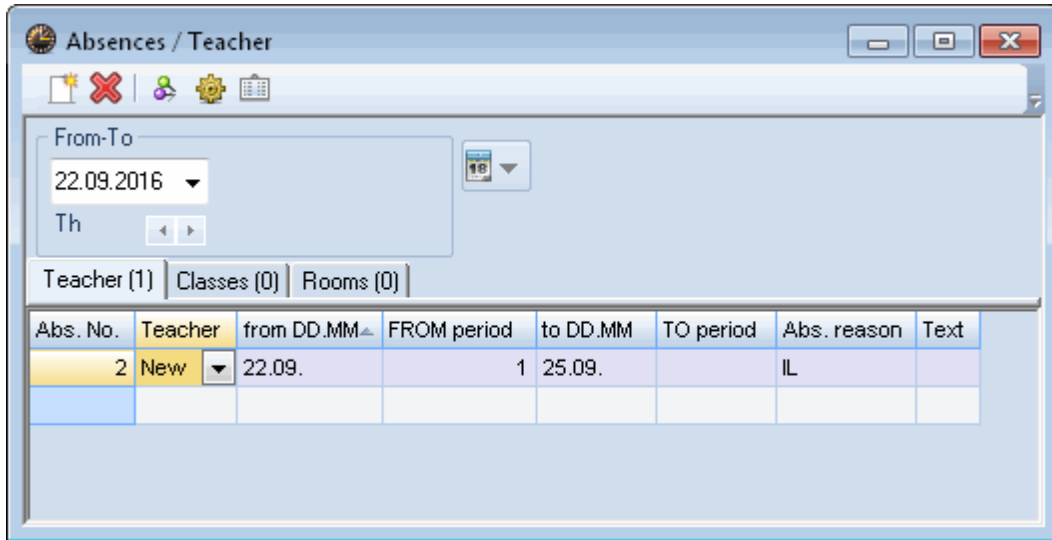 Absences / Teacher
From-To
22.09.2016
18
Th
Teacher (1) Classes (0) Rooms (0)
Abs. No. Teacher from DD.MM FROM period to DD.MM TO period Abs. reason Text
2 New 22.09. 1 25.09. IL